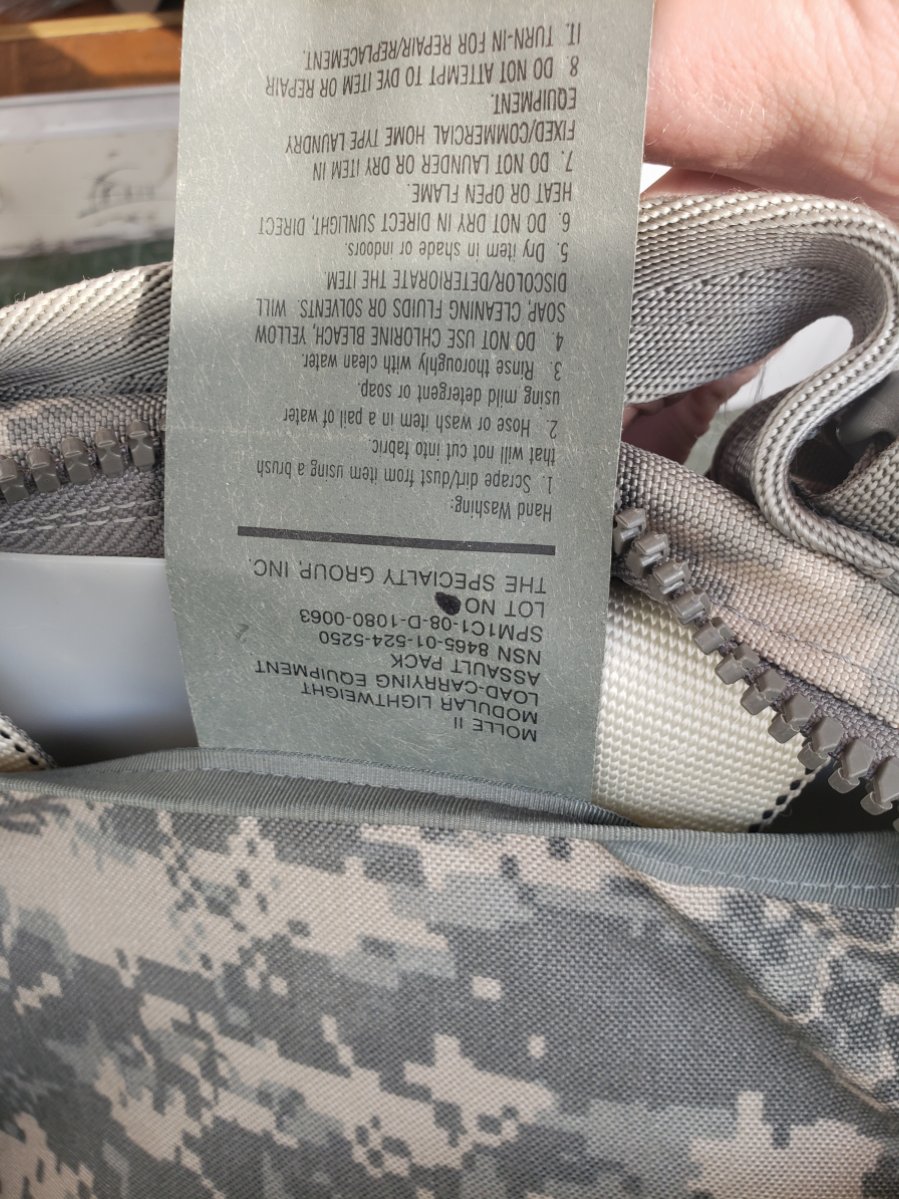 MOLLE II
MODULAR LIGHTWEIGHT
LOAD-CARRYING EQUIPMENT
ASSAULT PACK
NSN 8465-01-524-5250
SPM1C1-08-D-1080-0063
LOT NO.
THE SPECIALTY GROUP, INC.
Hand Washing:
1. Scrape dirt/dust from item using a brush
that will not cut into fabric.
2. Hose or wash item in a pail of water
using mild detergent or soap.
3. Rinse thoroughly with clean water.
4 DO NOT USE CHLORINE BLEACH, YELLOW
SOAP, CLEANING FLUIDS OR SOLVENTS. WILL
DISCOLOR/DETERIORATE THE ITEM
5. Dry item in shade or indoors.
6. DO NOT DRY IN DIRECT SUNLIGHT, DIRECT
HEAT OR OPEN FLAME.
7. DO NOT LAUNDER OR DRY ITEM IN
FIXED/COMMERCIAL HOME TYPE LAUNDRY
EQUIPMENT.
8. DO NOT ATTEMPT TO DYE ITEM OR REPAIR
IT. TURN-IN FOR REPAIR/REPLACEMENT.